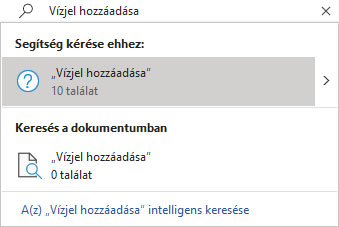 Vízjel hozzáadása
Segítség kérése ehhez:
„Vízjel hozzáadása”
10 találat
Keresés a dokumentumban
„Vízjel hozzáadása”
0 találat
A(z) „Vízjel hozzáadása” intelligens keresése